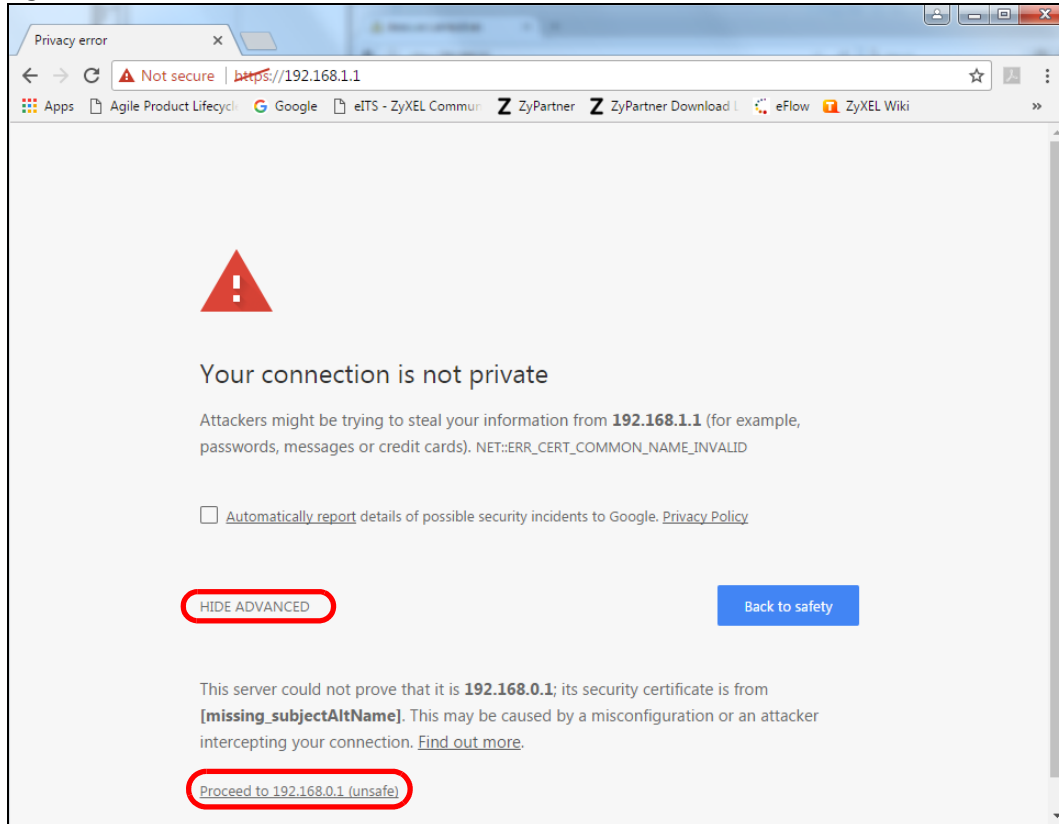 Privacy error
Not secure | https://192.168.1.1
Apps Agile Product Lifecycl Google eITS - ZyXEL Commun ZyPartner ZyPartner Download L eFlow ZyXEL Wiki »
Your connection is not private
Attackers might be trying to steal your information from 192.168.1.1 (for example,
passwords, messages or credit cards). NET::ERR_CERT_COMMON_NAME_INVALID
Automatically report details of possible security incidents to Google. Privacy Policy
HIDE ADVANCED
Back to safety
This server could not prove that it is 192.168.0.1; its security certificate is from
[missing_subjectAltName]. This may be caused by a misconfiguration or an attacker
intercepting your connection. Find out more.
Proceed to 192.168.0.1 (unsafe)